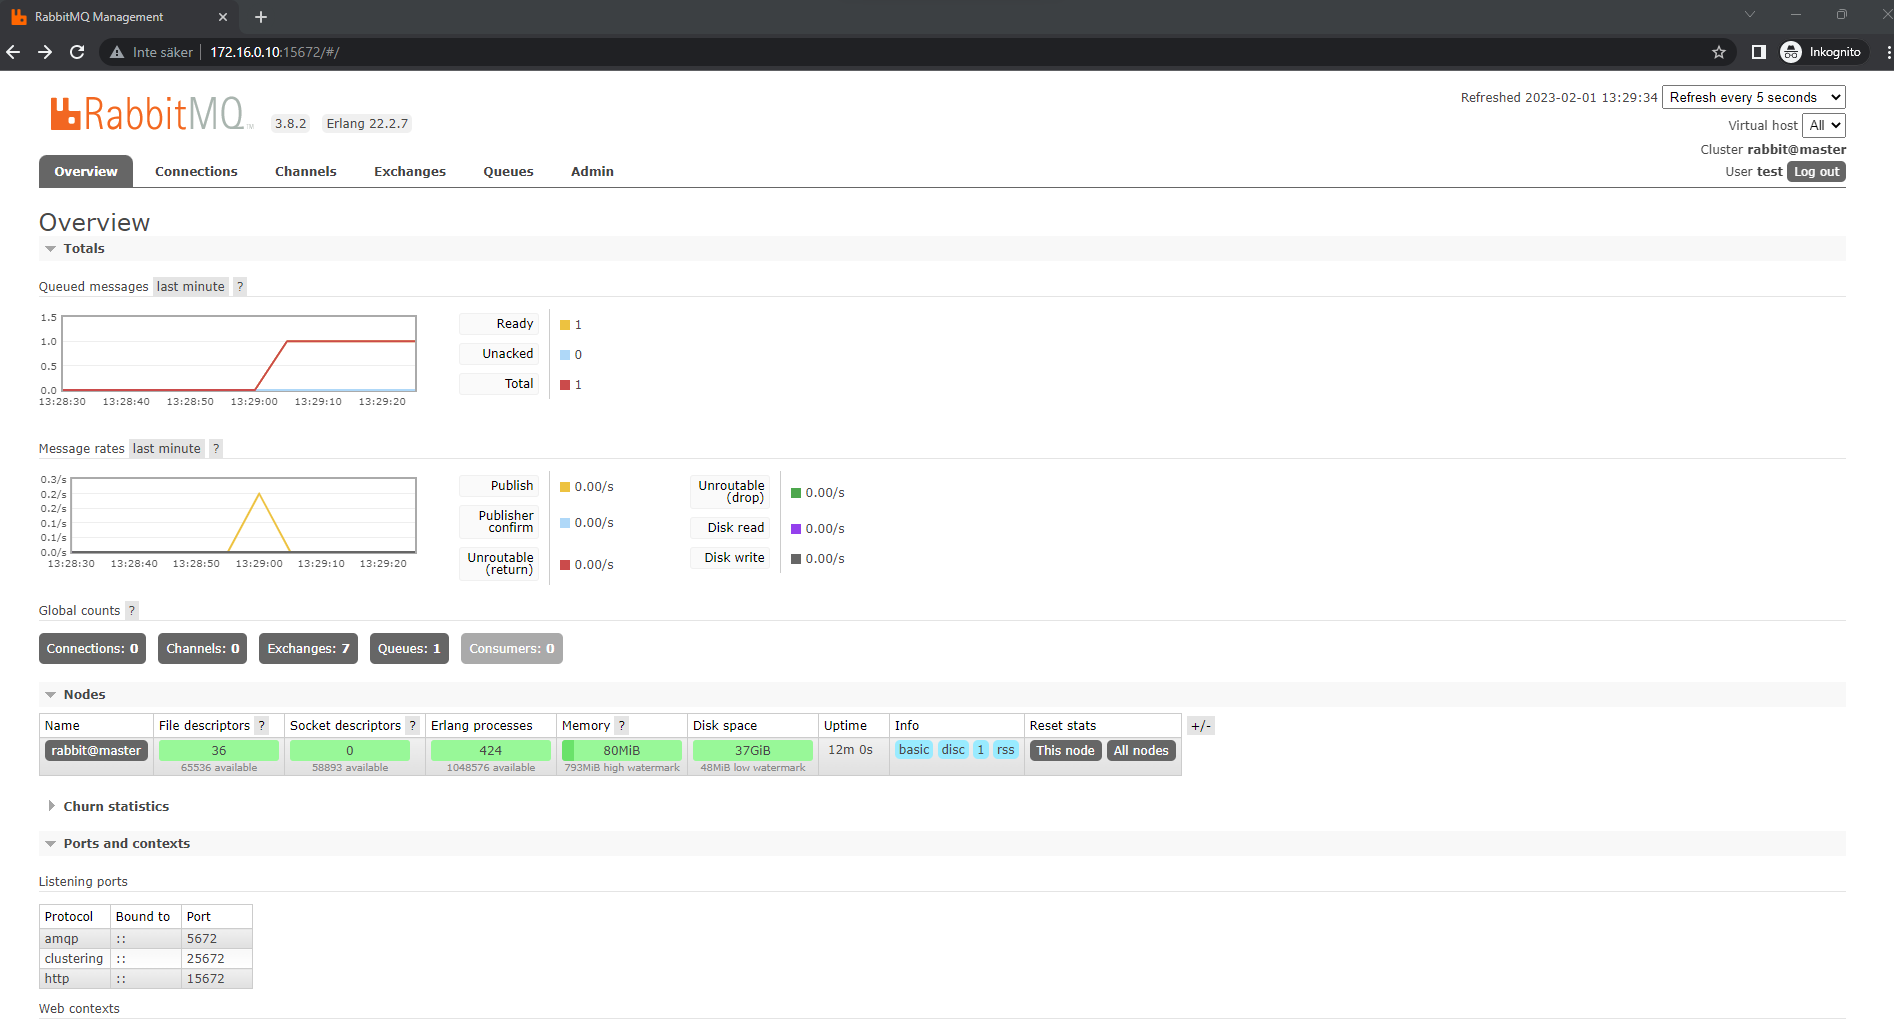 RabbitMQ Management
Inte säker 172.16.0.10:15672/#/ Inkognito
RabbitMQ TM 3.8.2 Erlang 22.2.7
Refreshed 2023-02-01 13:29:34 Refresh every 5 seconds
Virtual host All
Cluster rabbit@master
User test Log out
Overview Connections Channels Exchanges Queues Admin
Overview
Totals
Queued messages last minute ?
1.5
1.0
0.5
0.0
13:28:30 13:28:40 13:28:50 13:29:00 13:29:10 13:29:20
Ready 1
Unacked 0
Total 1
Message rates last minute ?
0.3/s
0.2/s
0.2/s
0.1/s
0.1/s
0.0/s
13:28:30 13:28:40 13:28:50 13:29:00 13:29:10 13:29:20
Publish 0.00/s
Publisher
confirm 0.00/s
Unroutable
(return) 0.00/s
Unroutable
(drop) 0.00/s
Disk read 0.00/s
Disk write 0.00/s
Global counts ?
Connections: 0 Channels: 0 Exchanges: 7 Queues: 1 Consumers: 0
Nodes
Name File descriptors ? Socket descriptors ? Erlang processes Memory ? Disk space Uptime Info Reset stats +/-
rabbit@master 36 0 424 80MiB 37GiB 12m 0s basic disc 1 rss This node All nodes
65536 available 58893 available 1048576 available 793MiB high watermark 48MiB low watermark
Churn statistics
Ports and contexts
Listening ports
Protocol Bound to Port
amqp :: 5672
clustering :: 25672
http :: 15672
Web contexts